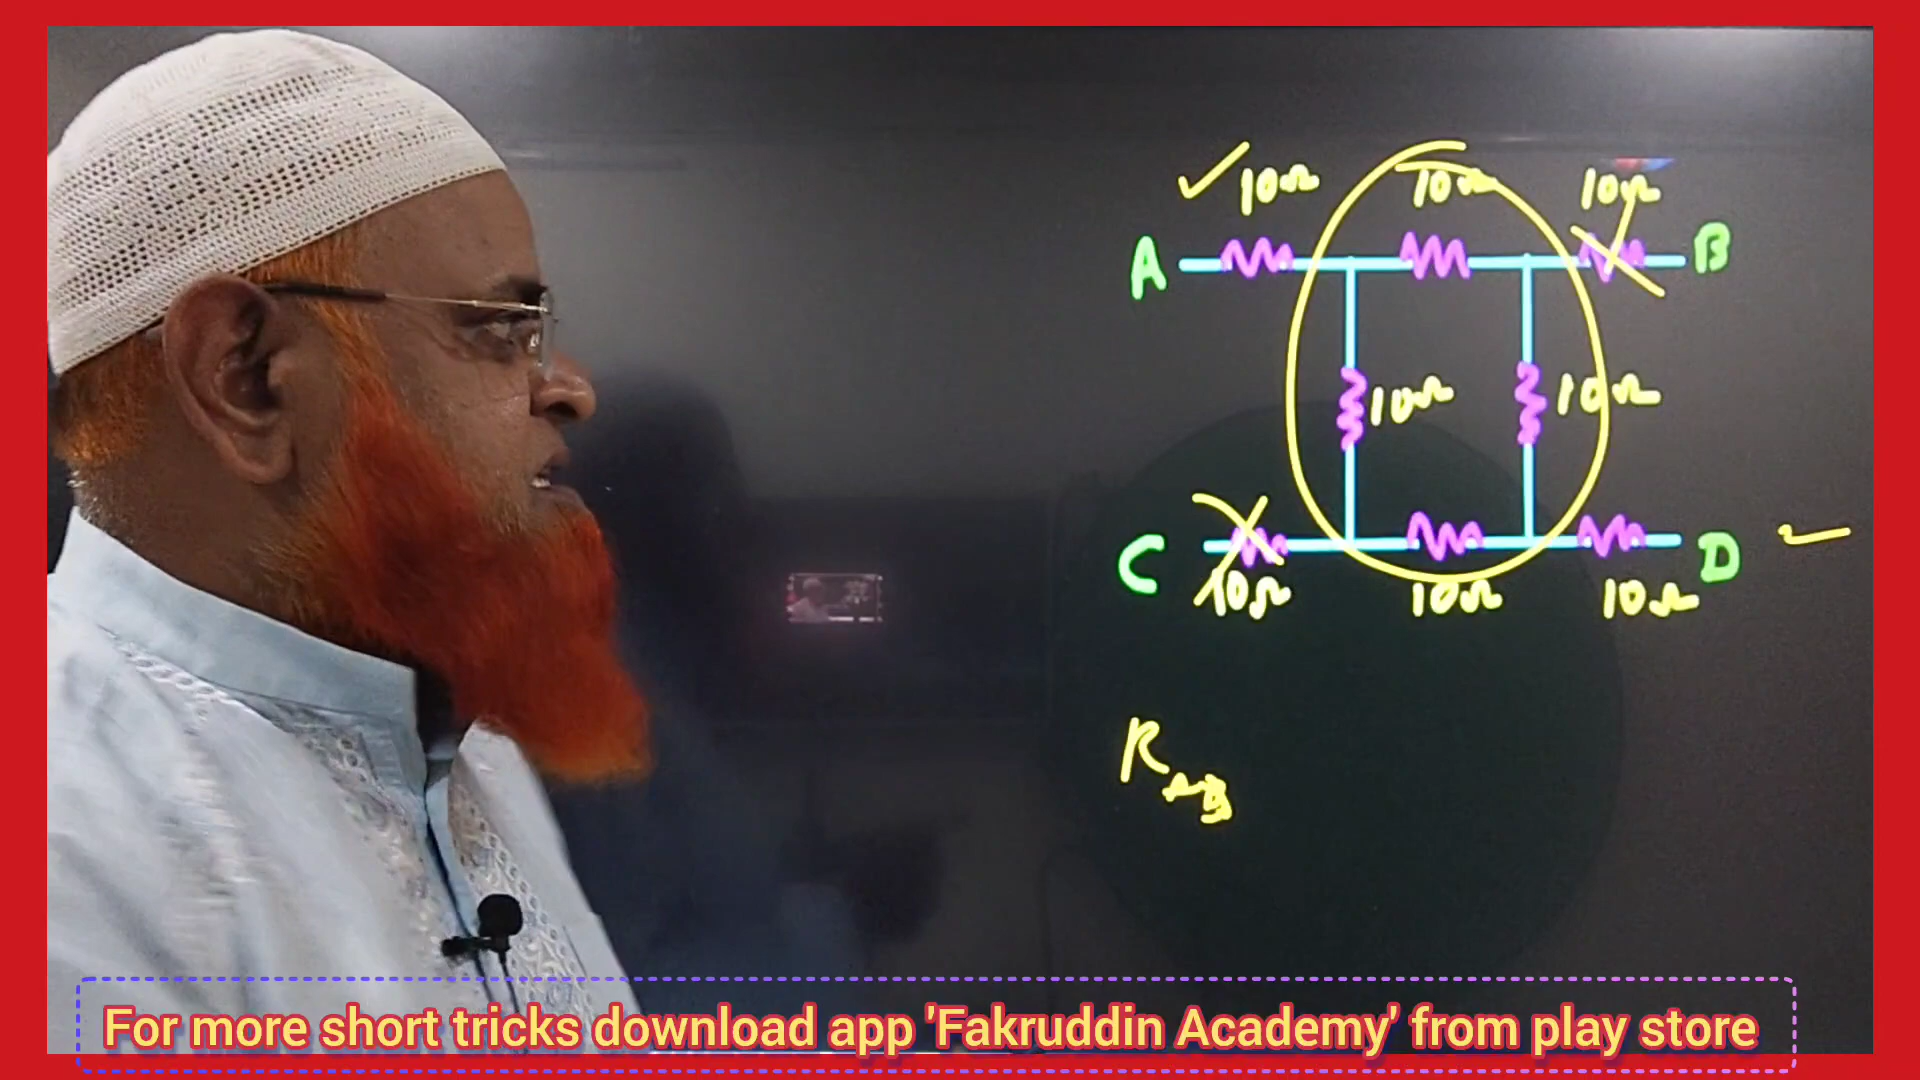 10Ω 10Ω 10Ω
A B
10Ω 10Ω
C D
10Ω 10Ω 10Ω
R
For more short tricks download app 'Fakruddin Academy' from play store